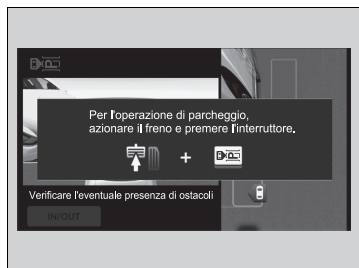 Per l'operazione di parcheggio,
azionare il freno e premere l'interruttore.
+
Verificare l'eventuale presenza di ostacoli
IN/OUT